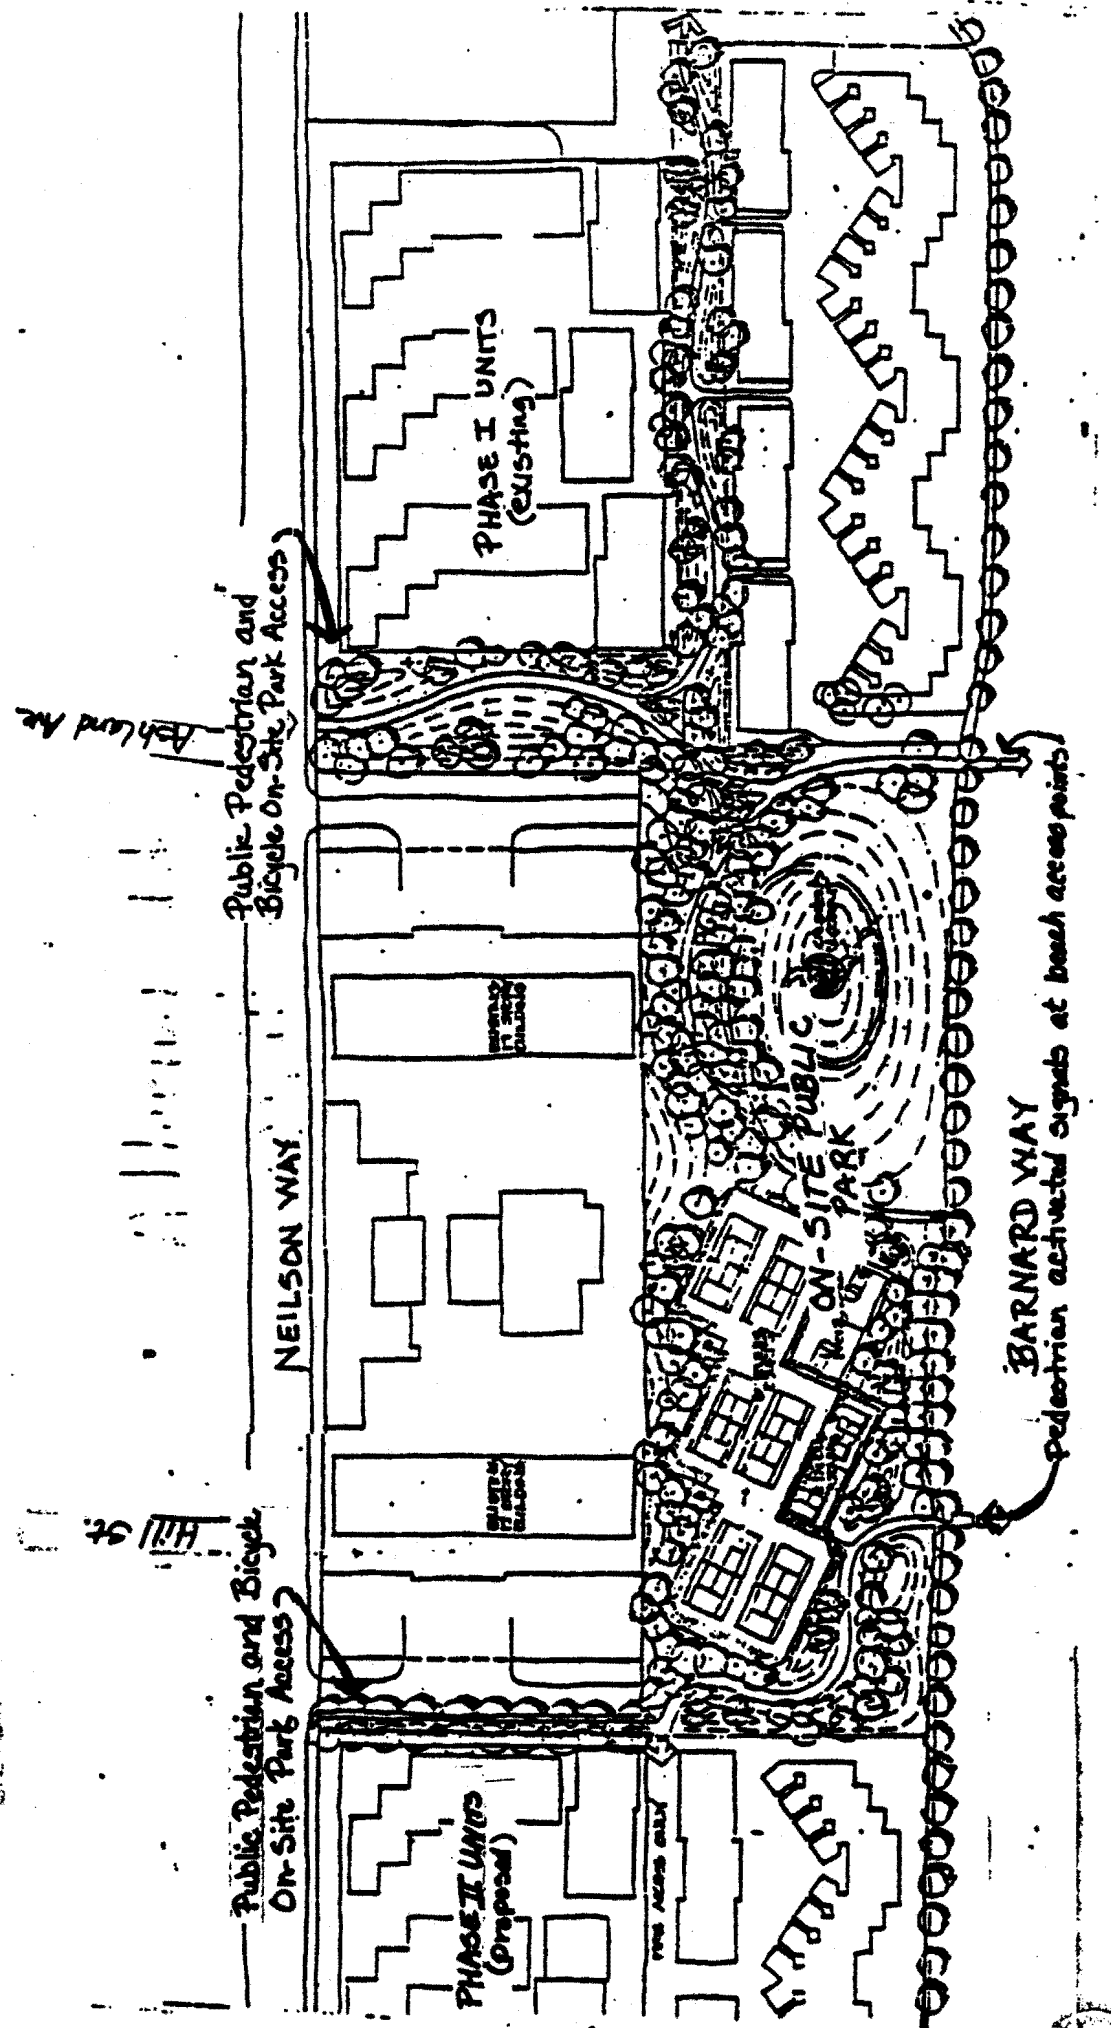 Ashland Ave
Public Pedestrian and
Bicycle On-Site Park Access
PHASE I UNITS
(existing)
NEILSON WAY
Hill St.
Public Pedestrian and Bicycle
On-Site Park Access
PHASE II UNITS
(Proposed)
ON-SITE PUBLIC
PARK
BARNARD WAY
Pedestrian activated signals at beach access points